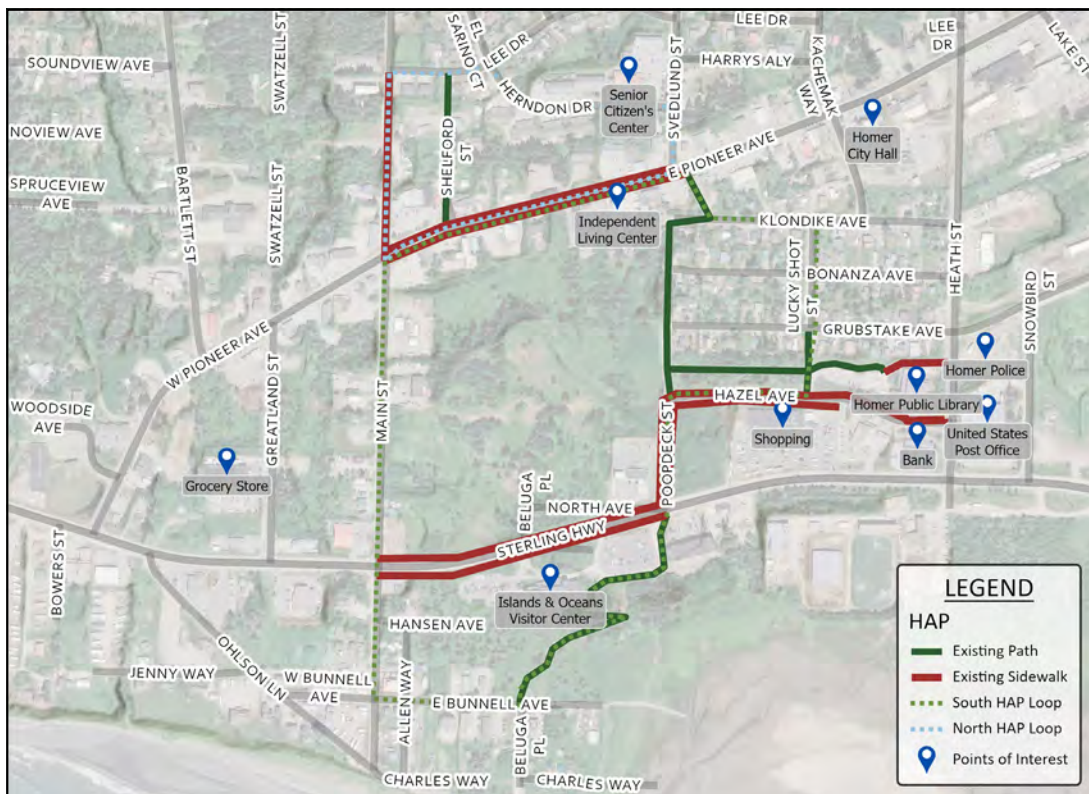 LEE DR
SOUNDVIEW AVE
SWATZELL ST
EL
SARINO CT
LEE DR
HERNDON DR
Senior
Citizen's
Center
SVEDLUND ST
HARRYS ALY
KACHEMAK
WAY
LEE
DR
LAKE ST
Homer
City Hall
NOVIEW AVE
SPRUCEVIEW
AVE
BARTLETT ST
SWATZELL ST
SHELFORD
ST
E PIONEER AVE
Independent
Living Center
KLONDIKE AVE
BONANZA AVE
LUCKY SHOT
ST
GRUBSTAKE AVE
HEATH ST
SNOWBIRD
ST
W PIONEER AVE
GREATLAND ST
MAIN ST
WOODSIDE
AVE
Grocery Store
POOPDECK ST
HAZEL AVE
Shopping
Homer Police
Homer Public Library
United States
Post Office
Bank
BELUGA
PL
NORTH AVE
STERLING HWY
BOWERS ST
Islands & Oceans
Visitor Center
HANSEN AVE
OHLSON LN
JENNY WAY
W BUNNELL
AVE
ALLEN WAY
E BUNNELL AVE
BELUGA
PL
CHARLES WAY
CHARLES WAY
LEGEND
HAP
Existing Path
Existing Sidewalk
South HAP Loop
North HAP Loop
Points of Interest